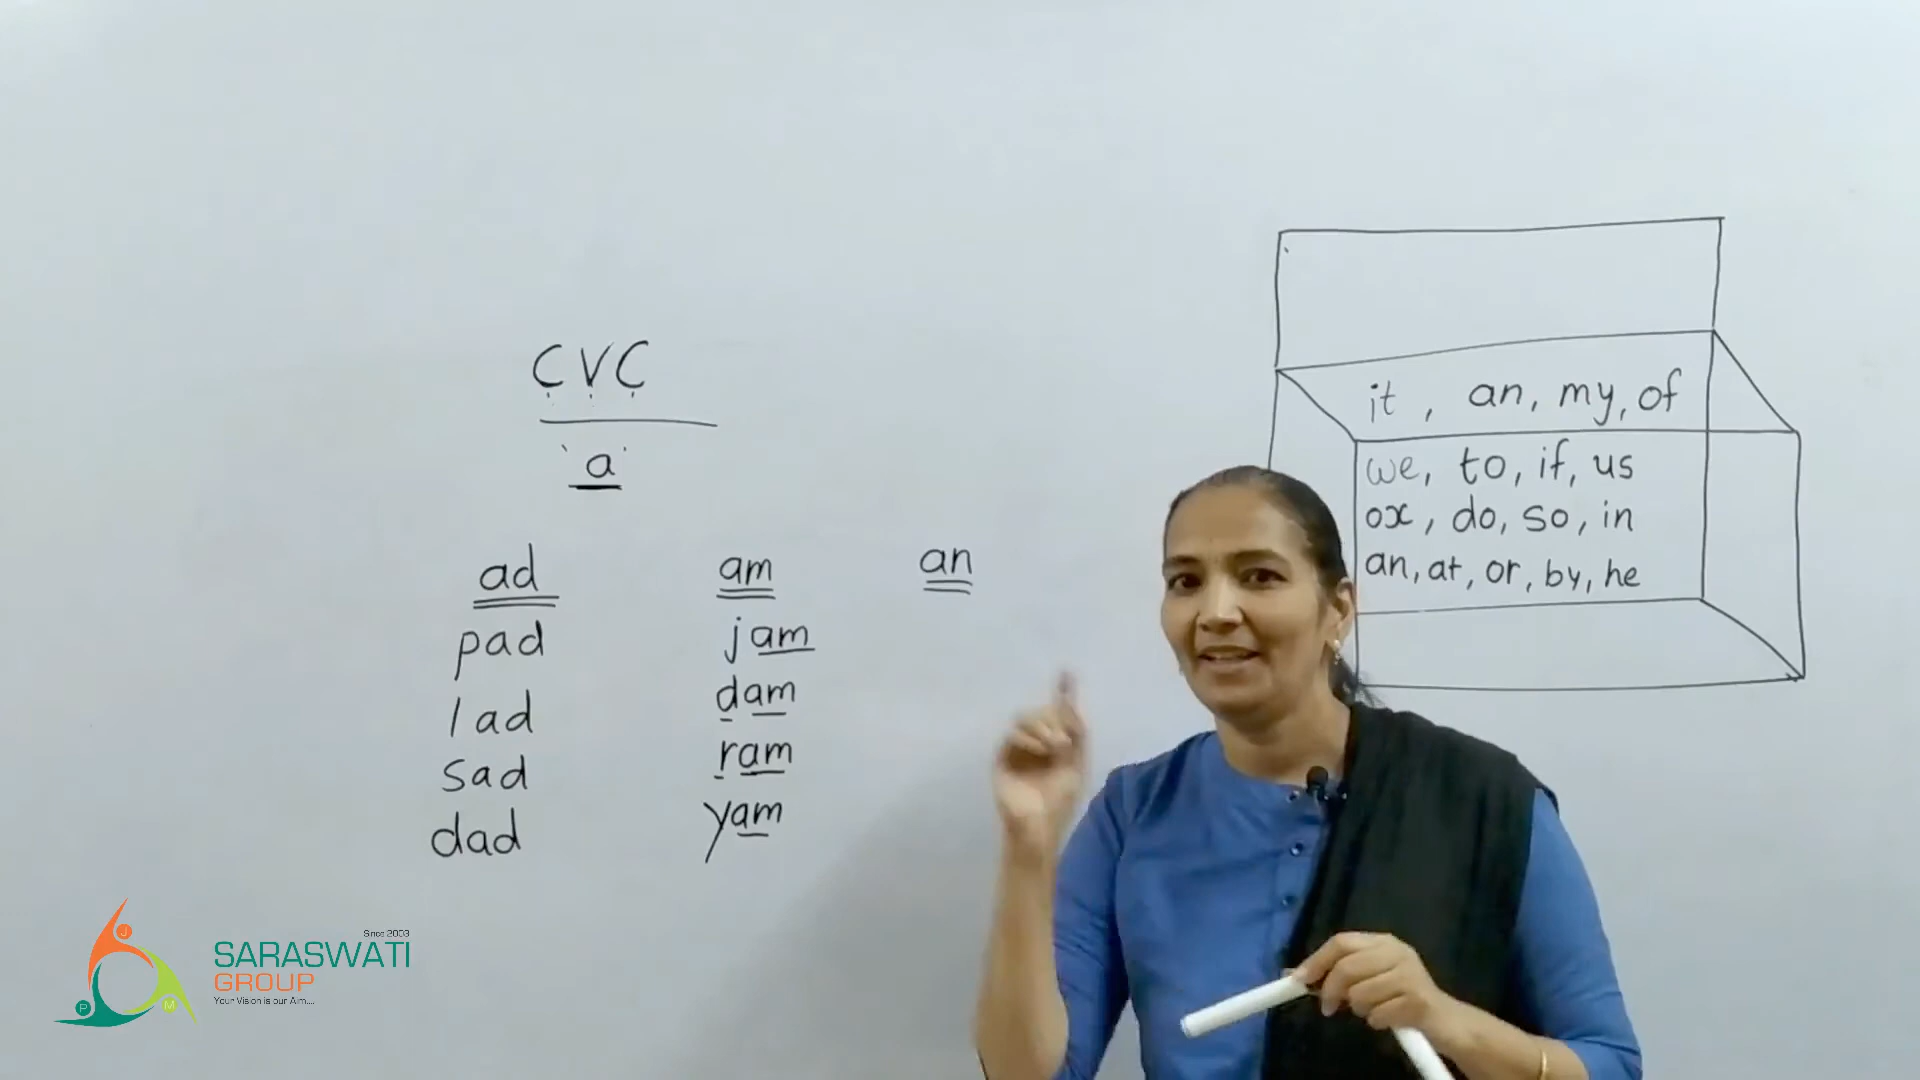 CVC
a
ad
pad
lad
sad
dad
am
jam
dam
ram
yam
an
it, an, my, of
we, to, if, us
ox, do, so, in
an, at, or, by, he
J
P
M
Since 2003
SARASWATI
GROUP
Your Vision is our Aim....